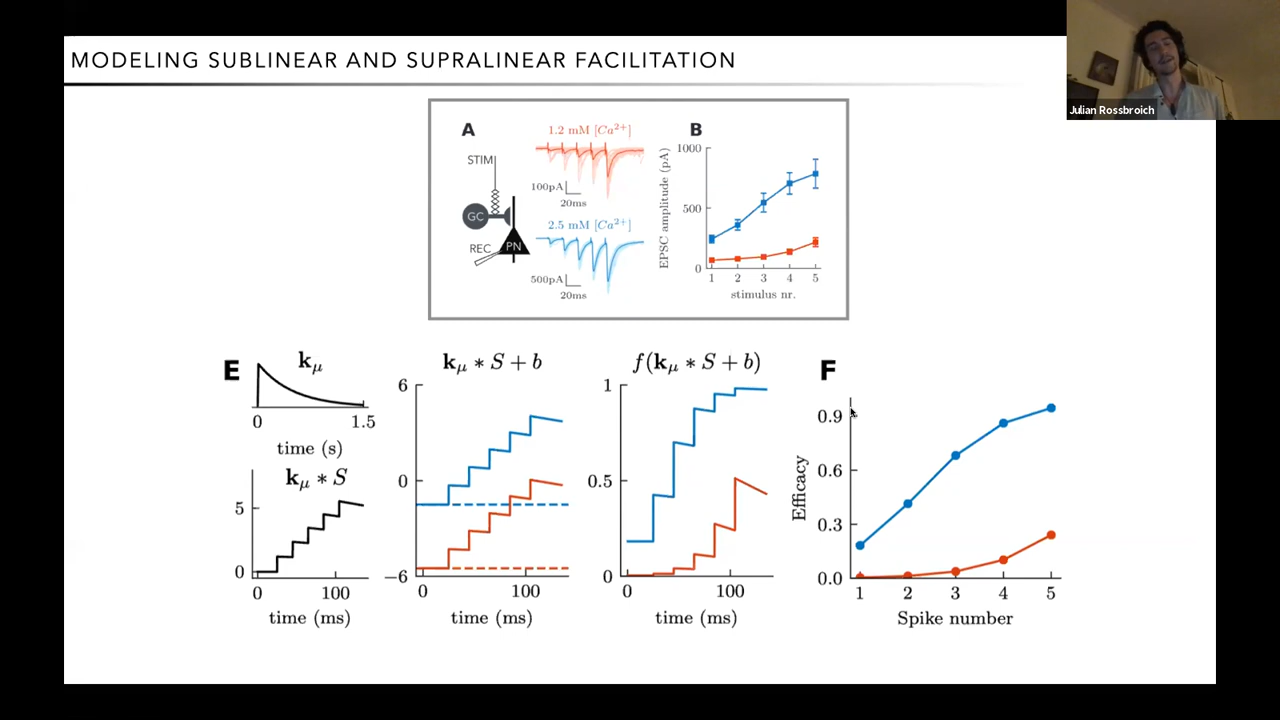 MODELING SUBLINEAR AND SUPRALINEAR FACILITATION
Julian Rossbroich
A
1.2 mM [Ca²⁺]
STIM
GC
REC
PN
100pA
20ms
2.5 mM [Ca²⁺]
500pA
20ms
B
EPSC amplitude (pA)
1000
500
0
1 2 3 4 5
stimulus nr.
E
k_μ
0 1.5
time (s)
k_μ ∗ S
5
0
0 100
time (ms)
k_μ ∗ S + b
6
0
−6
0 100
time (ms)
f(k_μ ∗ S + b)
1
0.5
0
0 100
time (ms)
F
Efficacy
0.9
0.6
0.3
0.0
1 2 3 4 5
Spike number